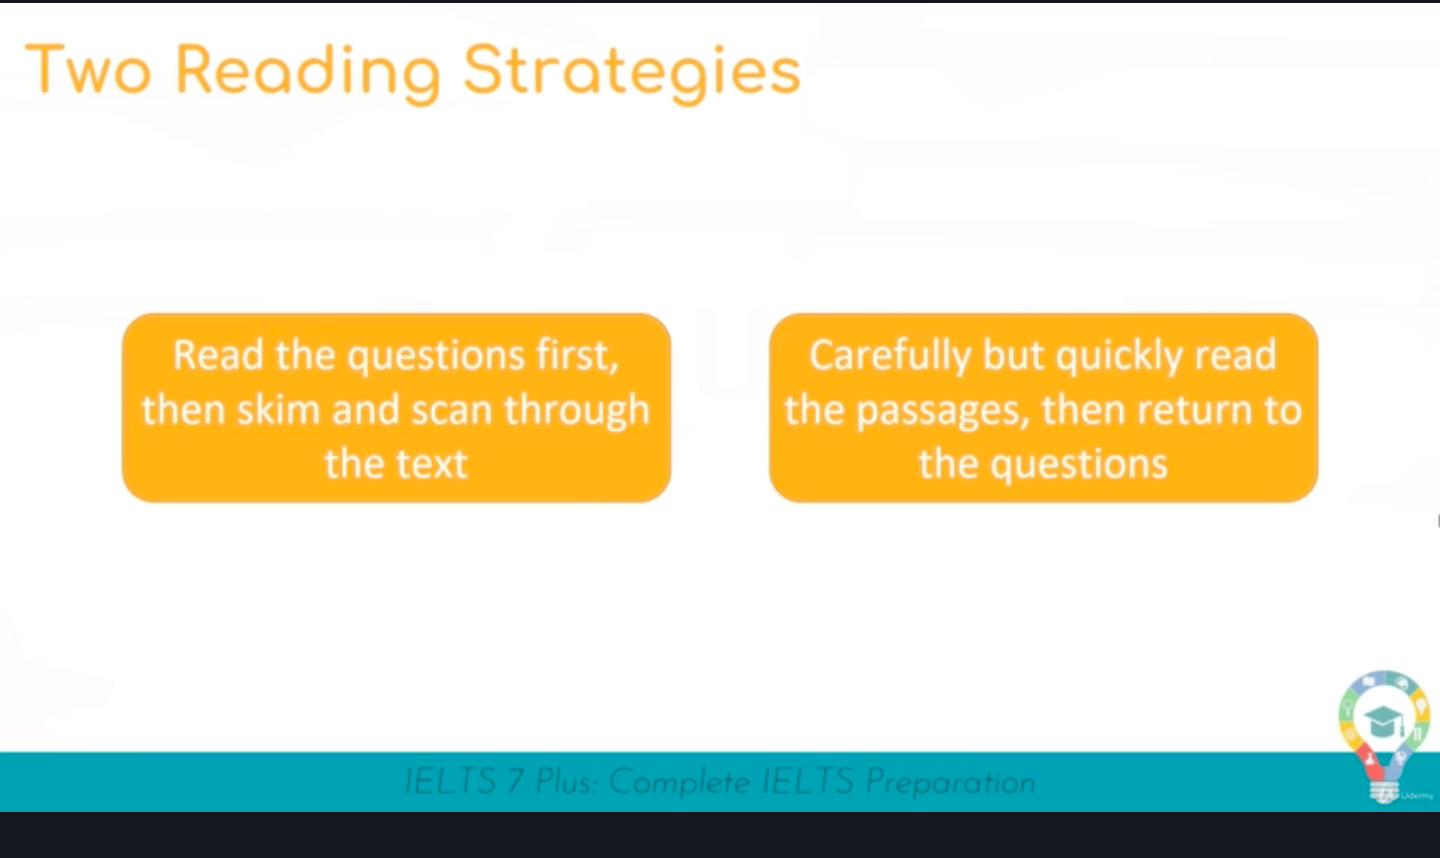 Two Reading Strategies
Read the questions first,
then skim and scan through
the text
Carefully but quickly read
the passages, then return to
the questions
IELTS 7 Plus: Complete IELTS Preparation
Udemy